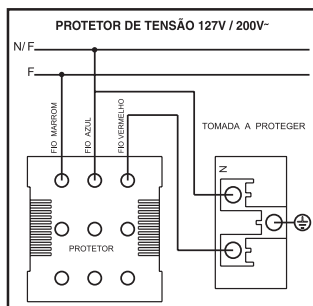 PROTETOR DE TENSÃO 127V / 200V~
N/ F
F
FIO MARROM
FIO AZUL
FIO VERMELHO
TOMADA A PROTEGER
N
PROTETOR
F